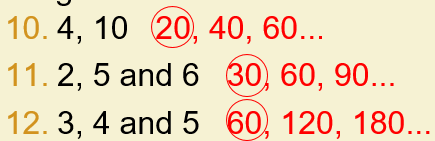 10. 4, 10 20, 40, 60...
11. 2, 5 and 6 30, 60, 90...
12. 3, 4 and 5 60, 120, 180...